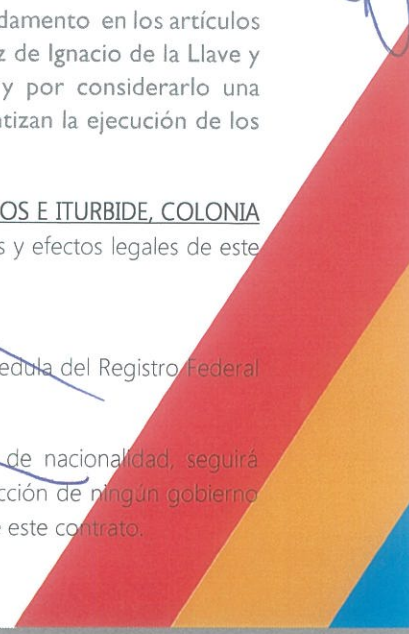 damento en los artículos
z de Ignacio de la Llave y
y por considerarlo una
tizan la ejecución de los
OS E ITURBIDE, COLONIA
s y efectos legales de este
edula del Registro Federal
de nacionalidad, seguirá
cción de ningún gobierno
e este contrato.